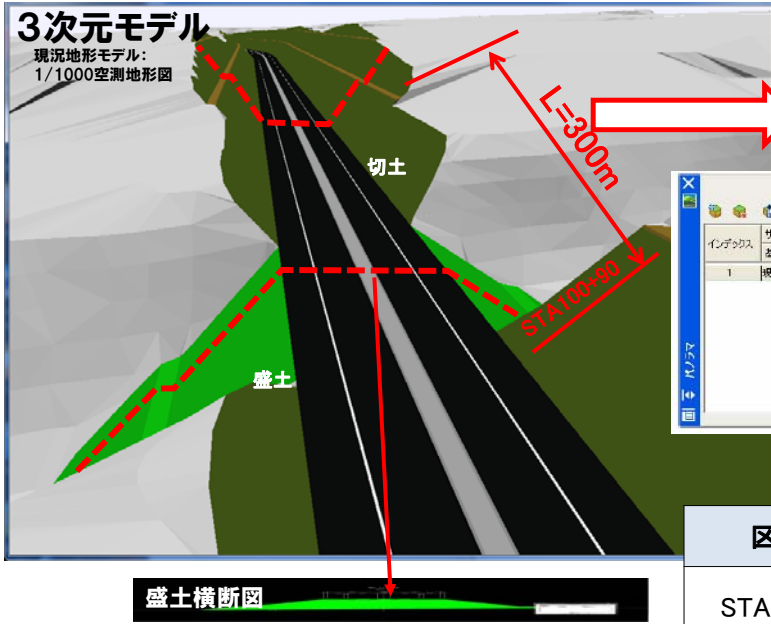 3次元モデル
現況地形モデル:
1/1000空測地形図
切土
L=300m
STA100+90
盛土
インデックス
1
パノラマ
盛土横断図
区
STA